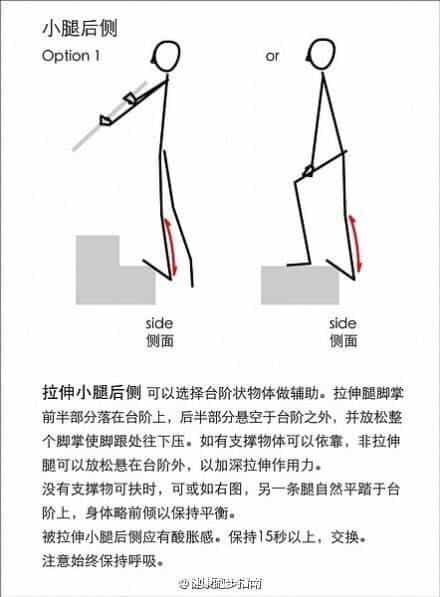 小腿后侧
Option 1
or
side
侧面
side
侧面
拉伸小腿后侧 可以选择台阶状物体做辅助。拉伸腿脚掌
前半部分落在台阶上，后半部分悬空于台阶之外，并放松整
个脚掌使脚跟处往下压。如有支撑物体可以依靠，非拉伸
腿可以放松悬在台阶外，以加深拉伸作用力。
没有支撑物可扶时，可或如右图，另一条腿自然平踏于台
阶上，身体略前倾以保持平衡。
被拉伸小腿后侧应有酸胀感。保持15秒以上，交换。
注意始终保持呼吸。